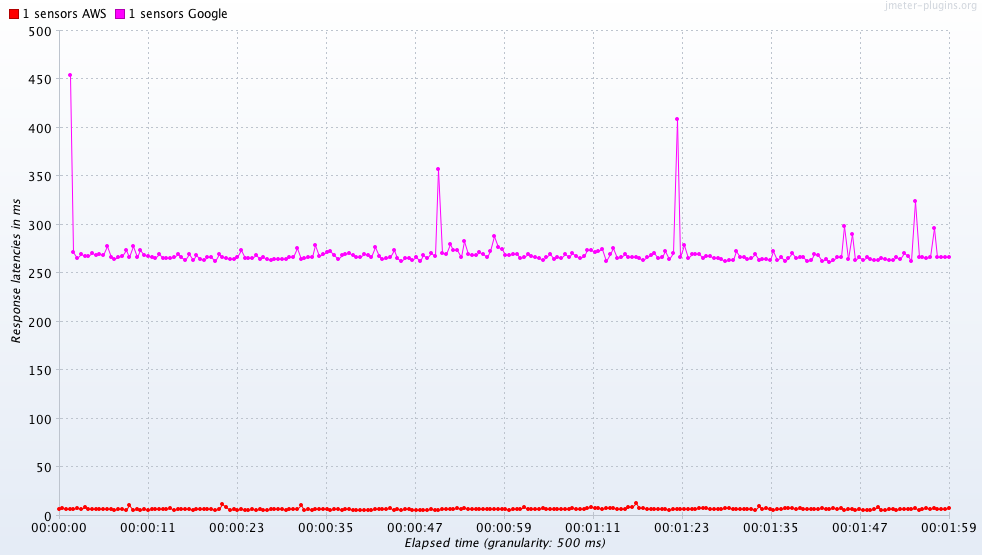 1 sensors AWS 1 sensors Google
jmeter-plugins.org
500
450
400
350
300
250
200
150
100
50
0
Response latencies in ms
00:00:00 00:00:11 00:00:23 00:00:35 00:00:47 00:00:59 00:01:11 00:01:23 00:01:35 00:01:47 00:01:59
Elapsed time (granularity: 500 ms)